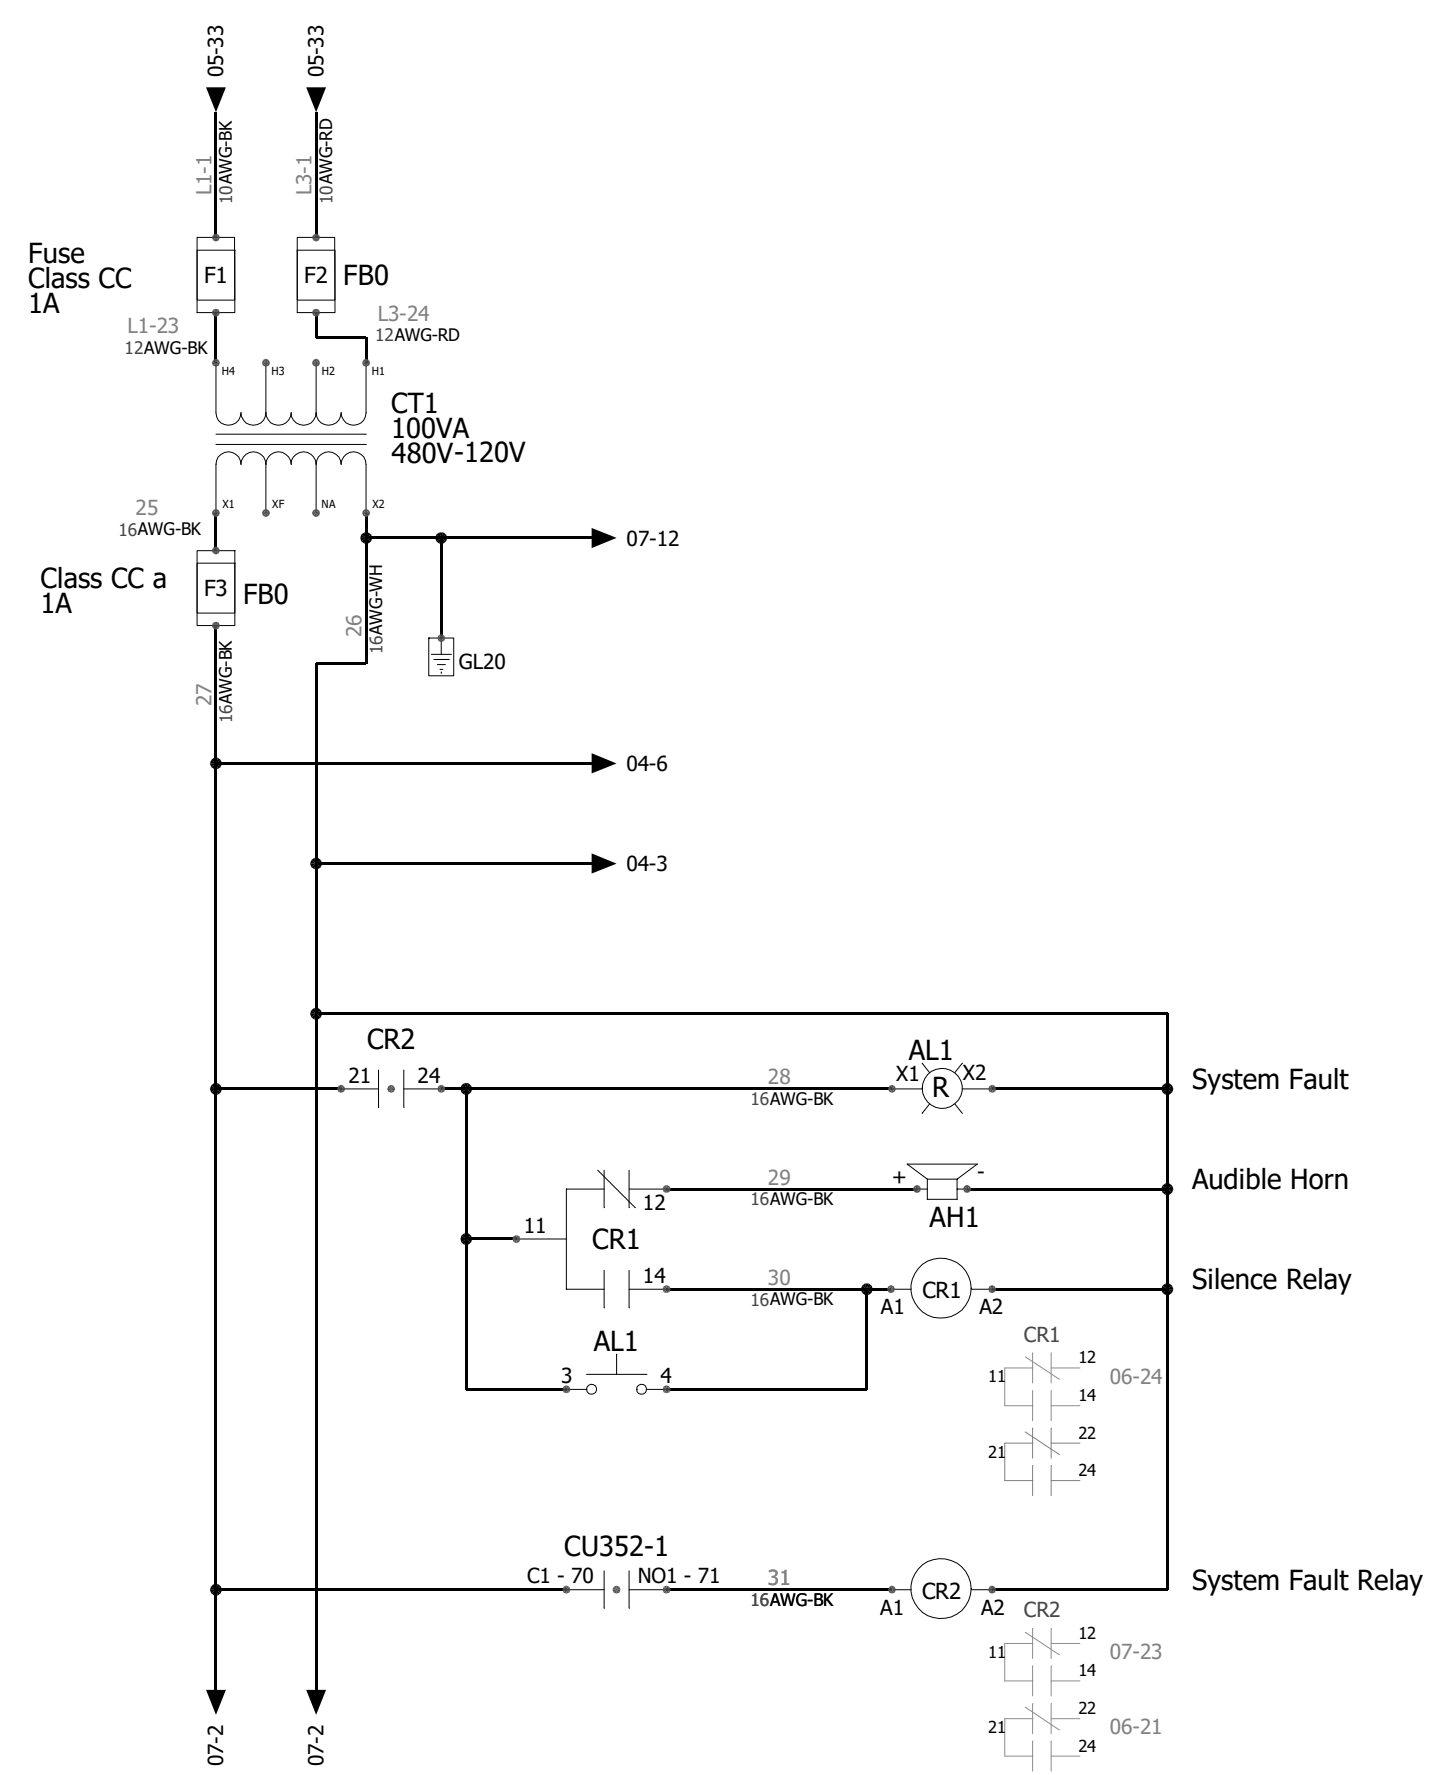 05-33
05-33
L1-1
10AWG-BK
L3-1
10AWG-RD
Fuse
Class CC
1A
F1
F2
FB0
L1-23
12AWG-BK
L3-24
12AWG-RD
H4
H3
H2
H1
CT1
100VA
480V-120V
X1
XF
NA
X2
25
16AWG-BK
07-12
Class CC a
1A
F3
FB0
26
16AWG-WH
GL20
27
16AWG-BK
04-6
04-3
CR2
21
24
28
16AWG-BK
AL1
X1
R
X2
System Fault
12
29
16AWG-BK
+
-
AH1
Audible Horn
11
CR1
14
30
16AWG-BK
A1
CR1
A2
Silence Relay
AL1
3
4
CR1
11
12
14
06-24
21
22
24
CU352-1
C1 - 70
NO1 - 71
31
16AWG-BK
A1
CR2
A2
System Fault Relay
CR2
11
12
14
07-23
21
22
24
06-21
07-2
07-2